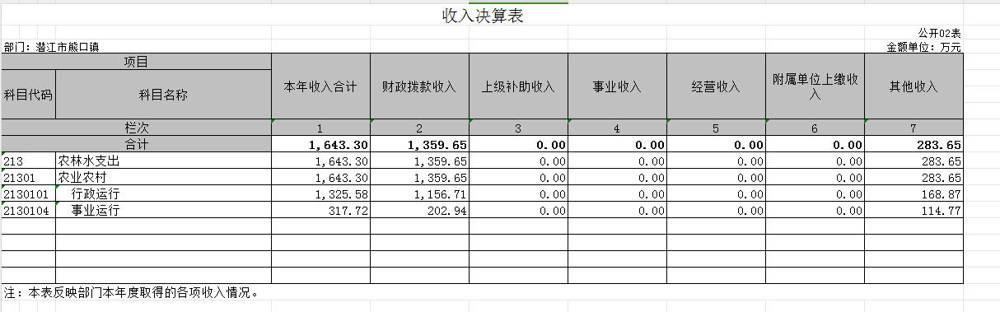 收入决算表
公开02表
部门：潜江市熊口镇 金额单位：万元
项目 本年收入合计 财政拨款收入 上级补助收入 事业收入 经营收入 附属单位上缴收入 其他收入
科目代码 科目名称
栏次 1 2 3 4 5 6 7
合计 1,643.30 1,359.65 0.00 0.00 0.00 0.00 283.65
213 农林水支出 1,643.30 1,359.65 0.00 0.00 0.00 0.00 283.65
21301 农业农村 1,643.30 1,359.65 0.00 0.00 0.00 0.00 283.65
2130101 行政运行 1,325.58 1,156.71 0.00 0.00 0.00 0.00 168.87
2130104 事业运行 317.72 202.94 0.00 0.00 0.00 0.00 114.77
注：本表反映部门本年度取得的各项收入情况。